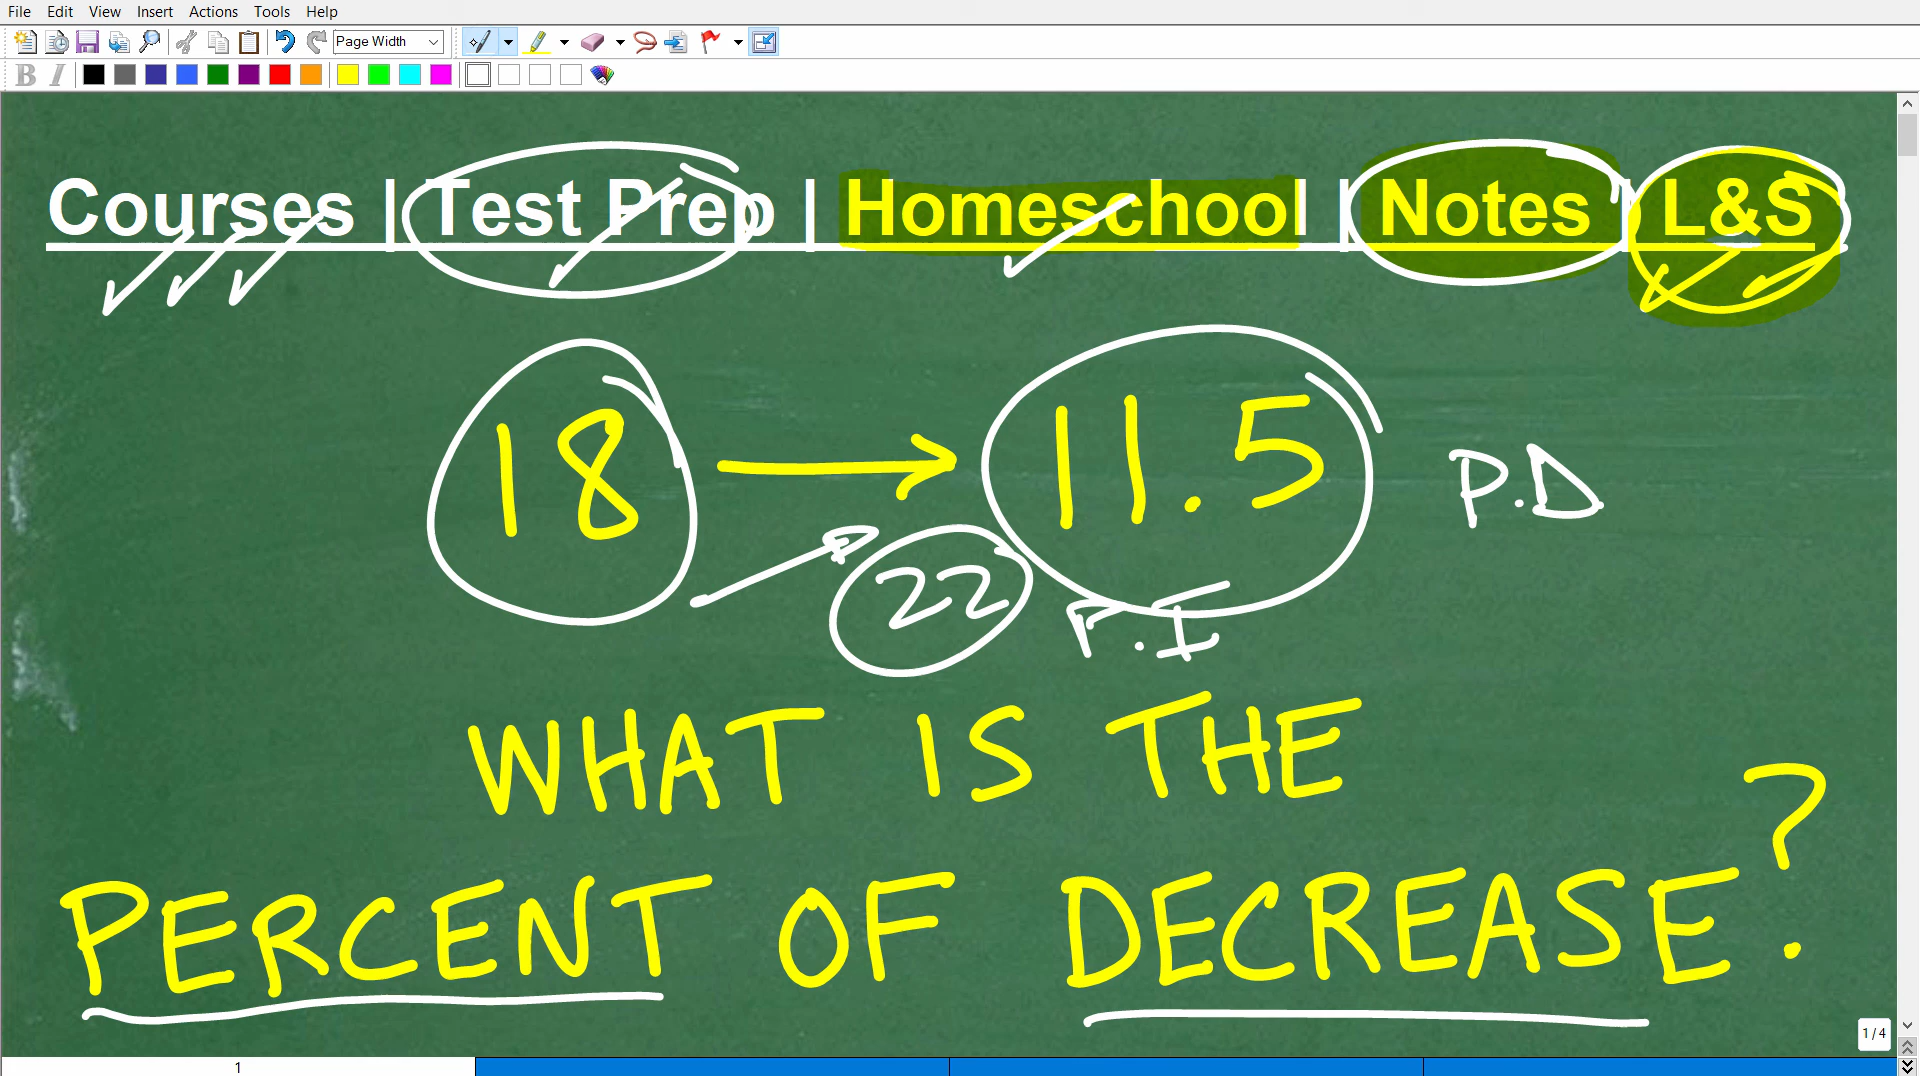 File Edit View Insert Actions Tools Help
Page Width
B I
Courses | Test Prep | Homeschool | Notes | L&S
18 → 11.5
P.D
22 P.I
WHAT IS THE
PERCENT OF DECREASE?
1 / 4
1